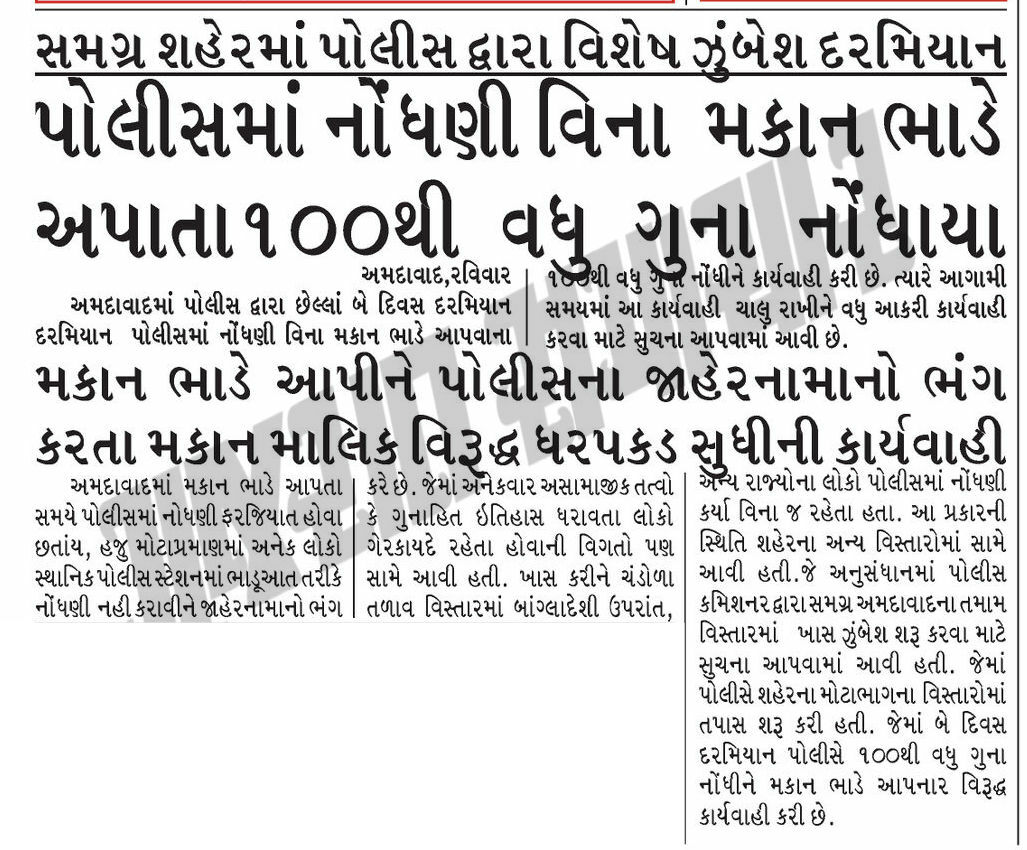 સમગ્ર શહેરમાં પોલીસ દ્વારા વિશેષ ઝુંબેશ દરમિયાન
પોલીસમાં નોંધણી વિના મકાન ભાડે
અપાતા ૧૦૦થી વધુ ગુના નોંધાયા
અમદાવાદ,રવિવાર
અમદાવાદમાં પોલીસ દ્વારા છેલ્લાં બે દિવસ દરમિયાન
દરમિયાન પોલીસમાં નોંધણી વિના મકાન ભાડે આપવાના
૧૦૦થી વધુ ગુના નોંધીને કાર્યવાહી કરી છે. ત્યારે આગામી
સમયમાં આ કાર્યવાહી ચાલુ રાખીને વધુ આકરી કાર્યવાહી
કરવા માટે સુચના આપવામાં આવી છે.
મકાન ભાડે આપીને પોલીસના જાહેરનામાનો ભંગ
કરતા મકાન માલિક વિરૂદ્ધ ધરપકડ સુધીની કાર્યવાહી
અમદાવાદમાં મકાન ભાડે આપતા
સમયે પોલીસમાં નોધણી ફરજિયાત હોવા
છતાંય, હજુ મોટાપ્રમાણમાં અનેક લોકો
સ્થાનિક પોલીસ સ્ટેશનમાં ભાડૂઆત તરીકે
નોંધણી નહી કરાવીને જાહેરનામાનો ભંગ
કરે છે. જેમાં અનેકવાર અસામાજીક તત્વો
કે ગુનાહિત ઇતિહાસ ધરાવતા લોકો
ગેરકાયદે રહેતા હોવાની વિગતો પણ
સામે આવી હતી. ખાસ કરીને ચંડોળા
તળાવ વિસ્તારમાં બાંગ્લાદેશી ઉપરાંત,
અન્ય રાજ્યોના લોકો પોલીસમાં નોંધણી
કર્યા વિના જ રહેતા હતા. આ પ્રકારની
સ્થિતિ શહેરના અન્ય વિસ્તારોમાં સામે
આવી હતી.જે અનુસંધાનમાં પોલીસ
કમિશનર દ્વારા સમગ્ર અમદાવાદના તમામ
વિસ્તારમાં ખાસ ઝુંબેશ શરૂ કરવા માટે
સુચના આપવામાં આવી હતી. જેમાં
પોલીસે શહેરના મોટાભાગના વિસ્તારોમાં
તપાસ શરૂ કરી હતી. જેમાં બે દિવસ
દરમિયાન પોલીસે ૧૦૦થી વધુ ગુના
નોંધીને મકાન ભાડે આપનાર વિરૂદ્ધ
કાર્યવાહી કરી છે.